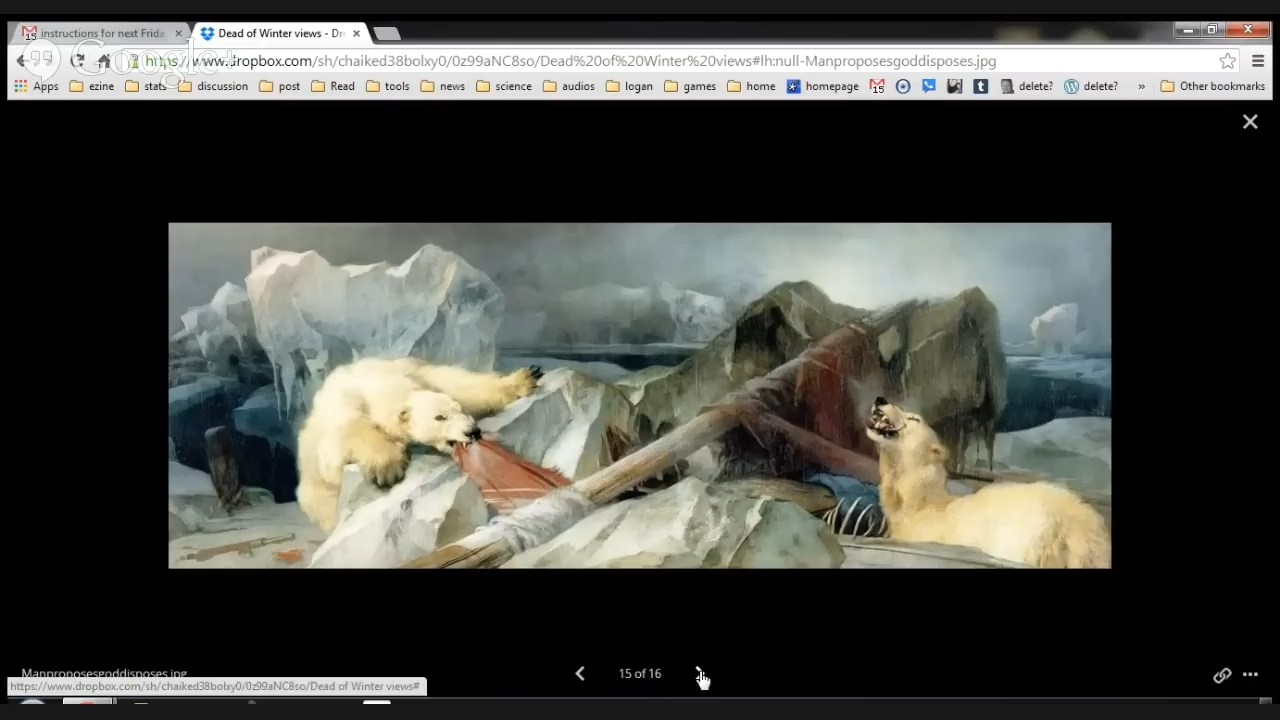 instructions for next Frida
Dead of Winter views - Dr
Google+
https://www.dropbox.com/sh/chaiked38bolxy0/0z99aNC8so/Dead%20of%20Winter%20views#lh:null-Manproposesgoddisposes.jpg
Apps ezine stats discussion post Read tools news science audios logan games home homepage 15 delete? delete? » Other bookmarks
Manproposesgoddisposes.jpg
15 of 16
https://www.dropbox.com/sh/chaiked38bolxy0/0z99aNC8so/Dead of Winter views#